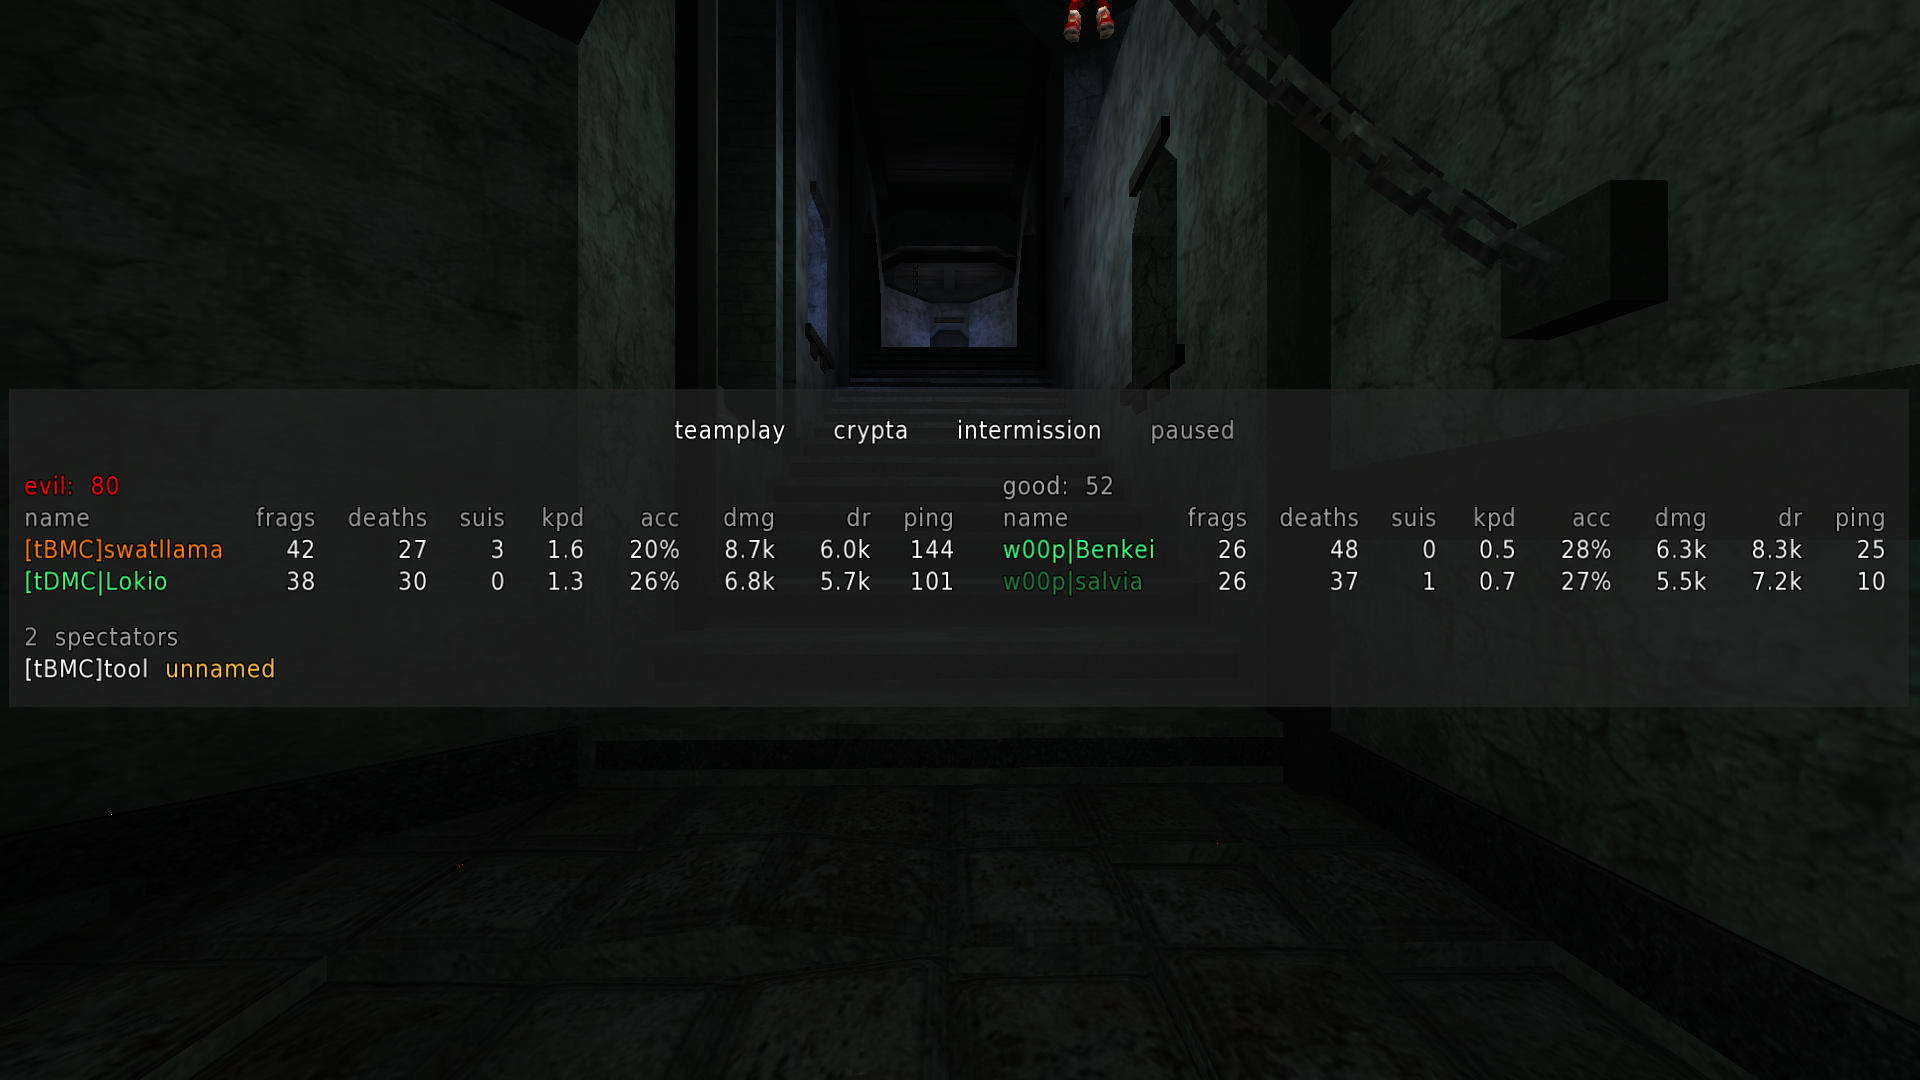 teamplay crypta intermission paused
evil: 80
name frags deaths suis kpd acc dmg dr ping
[tBMC]swatllama 42 27 3 1.6 20% 8.7k 6.0k 144
[tDMC|Lokio 38 30 0 1.3 26% 6.8k 5.7k 101
good: 52
name frags deaths suis kpd acc dmg dr ping
w00p|Benkei 26 48 0 0.5 28% 6.3k 8.3k 25
w00p|salvia 26 37 1 0.7 27% 5.5k 7.2k 10
2 spectators
[tBMC]tool unnamed